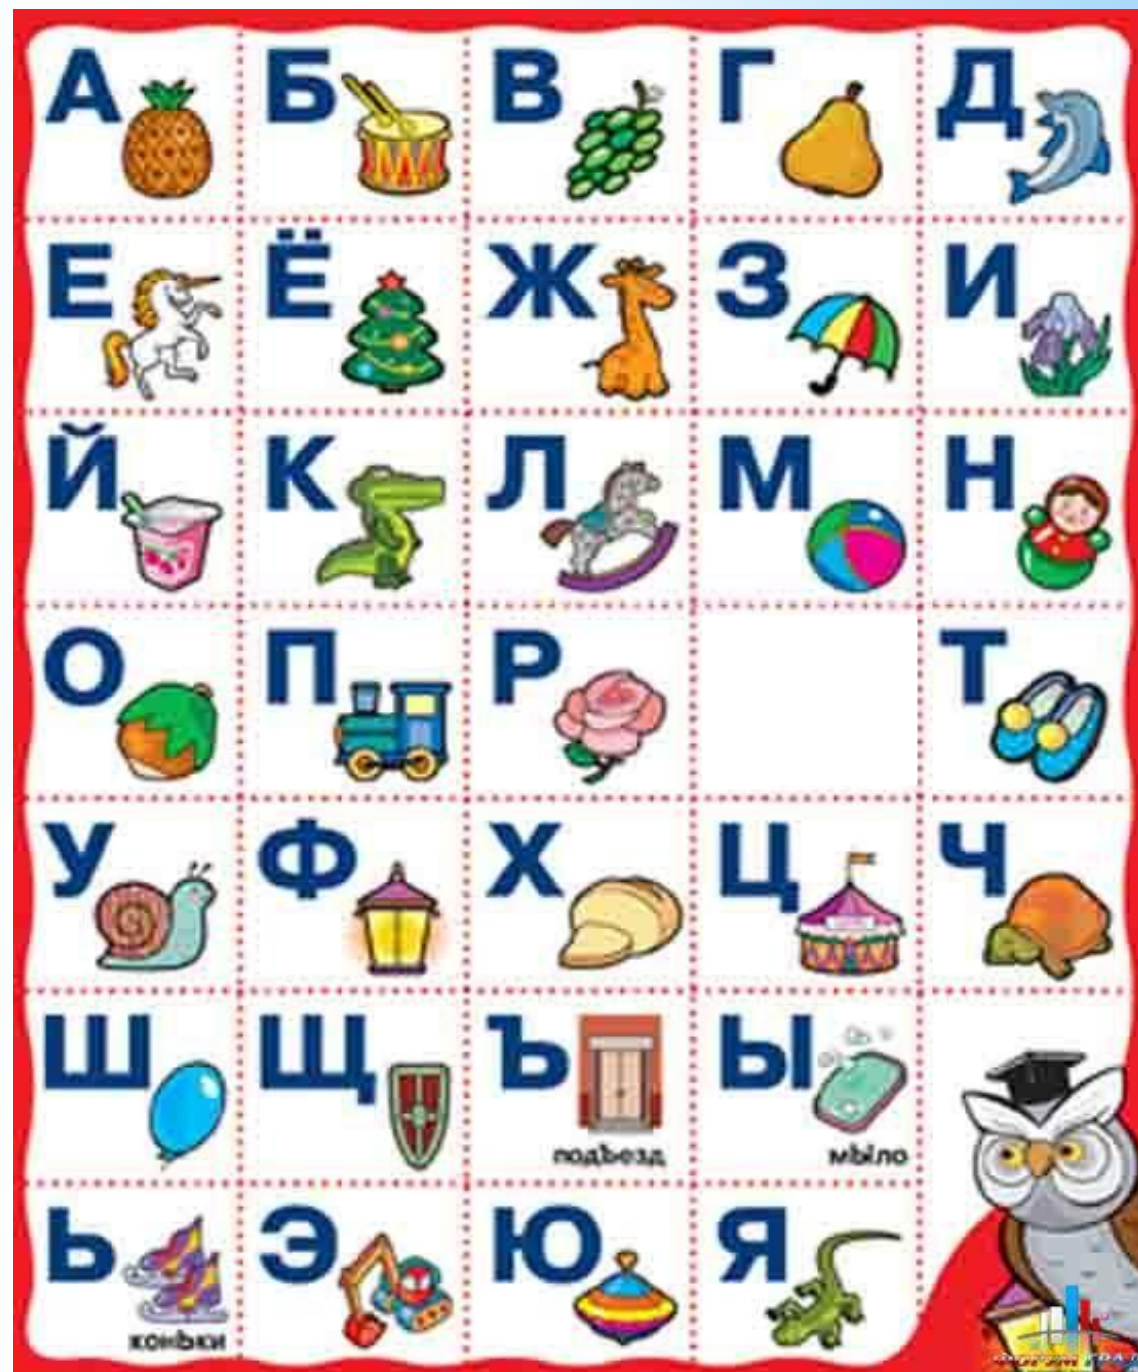 А Б В Г Д
Е Ё Ж З И
Й К Л М Н
О П Р Т
У Ф Х Ц Ч
Ш Щ Ъ Ы
подъезд мыло
Ь Э Ю Я
коньки